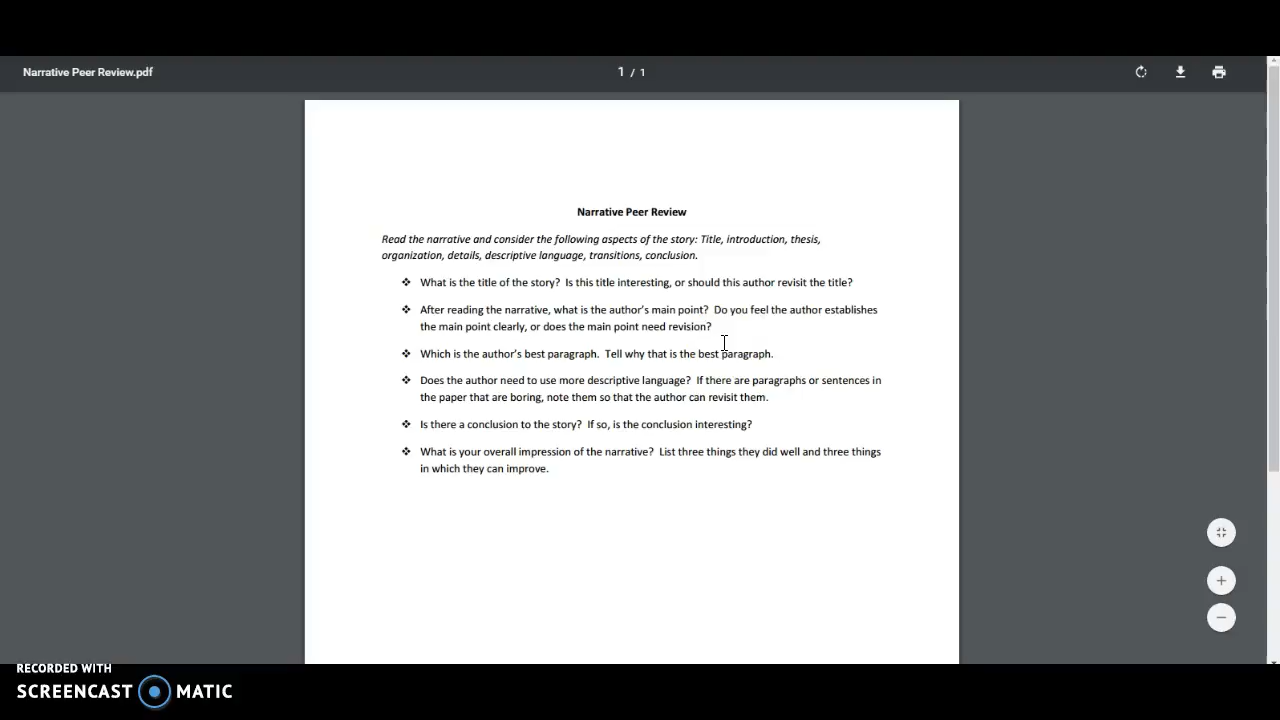 Narrative Peer Review.pdf
1 / 1
Narrative Peer Review
Read the narrative and consider the following aspects of the story: Title, introduction, thesis,
organization, details, descriptive language, transitions, conclusion.
❖ What is the title of the story?  Is this title interesting, or should this author revisit the title?
❖ After reading the narrative, what is the author's main point?  Do you feel the author establishes
the main point clearly, or does the main point need revision?
❖ Which is the author's best paragraph.  Tell why that is the best paragraph.
❖ Does the author need to use more descriptive language?  If there are paragraphs or sentences in
the paper that are boring, note them so that the author can revisit them.
❖ Is there a conclusion to the story?  If so, is the conclusion interesting?
❖ What is your overall impression of the narrative?  List three things they did well and three things
in which they can improve.
RECORDED WITH
SCREENCAST MATIC